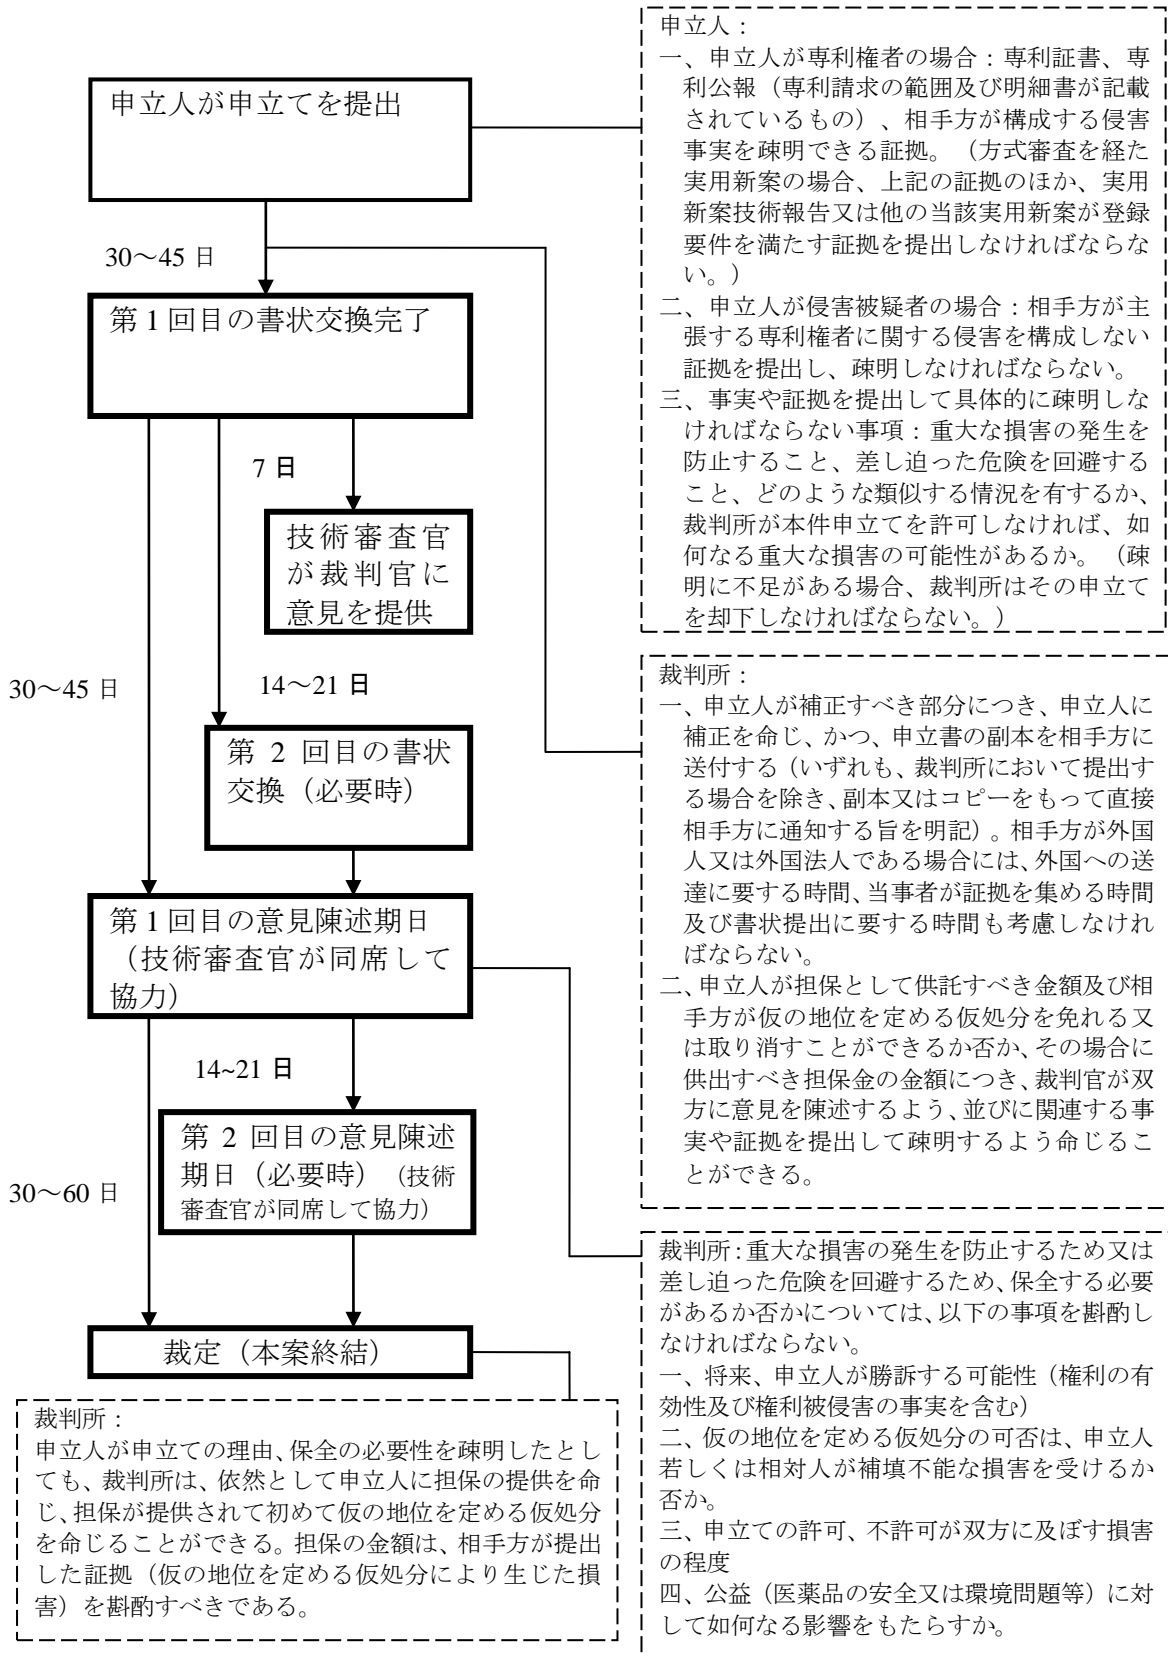 申立人が申立てを提出
30～45 日
第 1 回目の書状交換完了
7 日
技術審査官
が裁判官に
意見を提供
30～45 日
14～21 日
第 2 回目の書状
交換（必要時）
第 1 回目の意見陳述期日
（技術審査官が同席して
協力）
14~21 日
第 2 回目の意見陳述
期日（必要時）（技術
審査官が同席して協力）
30～60 日
裁定（本案終結）
裁判所：
申立人が申立ての理由、保全の必要性を疎明したとし
ても、裁判所は、依然として申立人に担保の提供を命
じ、担保が提供されて初めて仮の地位を定める仮処分
を命じることができる。担保の金額は、相手方が提出
した証拠（仮の地位を定める仮処分により生じた損
害）を斟酌すべきである。
申立人：
一、申立人が専利権者の場合：専利証書、専
利公報（専利請求の範囲及び明細書が記載
されているもの）、相手方が構成する侵害
事実を疎明できる証拠。（方式審査を経た
実用新案の場合、上記の証拠のほか、実用
新案技術報告又は他の当該実用新案が登録
要件を満たす証拠を提出しなければならな
い。）
二、申立人が侵害被疑者の場合：相手方が主
張する専利権者に関する侵害を構成しない
証拠を提出し、疎明しなければならない。
三、事実や証拠を提出して具体的に疎明しな
ければならない事項：重大な損害の発生を
防止すること、差し迫った危険を回避する
こと、どのような類似する情況を有するか、
裁判所が本件申立てを許可しなければ、如
何なる重大な損害の可能性があるか。（疎
明に不足がある場合、裁判所はその申立て
を却下しなければならない。）
裁判所：
一、申立人が補正すべき部分につき、申立人に
補正を命じ、かつ、申立書の副本を相手方に
送付する（いずれも、裁判所において提出す
る場合を除き、副本又はコピーをもって直接
相手方に通知する旨を明記）。相手方が外国
人又は外国法人である場合には、外国への送
達に要する時間、当事者が証拠を集める時間
及び書状提出に要する時間も考慮しなけれ
ばならない。
二、申立人が担保として供託すべき金額及び相
手方が仮の地位を定める仮処分を免れる又
は取り消すことができるか否か、その場合に
供出すべき担保金の金額につき、裁判官が双
方に意見を陳述するよう、並びに関連する事
実や証拠を提出して疎明するよう命じるこ
とができる。
裁判所：重大な損害の発生を防止するため又は
差し迫った危険を回避するため、保全する必要
があるか否かについては、以下の事項を斟酌し
なければならない。
一、将来、申立人が勝訴する可能性（権利の有
効性及び権利被侵害の事実を含む）
二、仮の地位を定める仮処分の可否は、申立人
若しくは相対人が補填不能な損害を受けるか
否か。
三、申立ての許可、不許可が双方に及ぼす損害
の程度
四、公益（医薬品の安全又は環境問題等）に対
して如何なる影響をもたらすか。